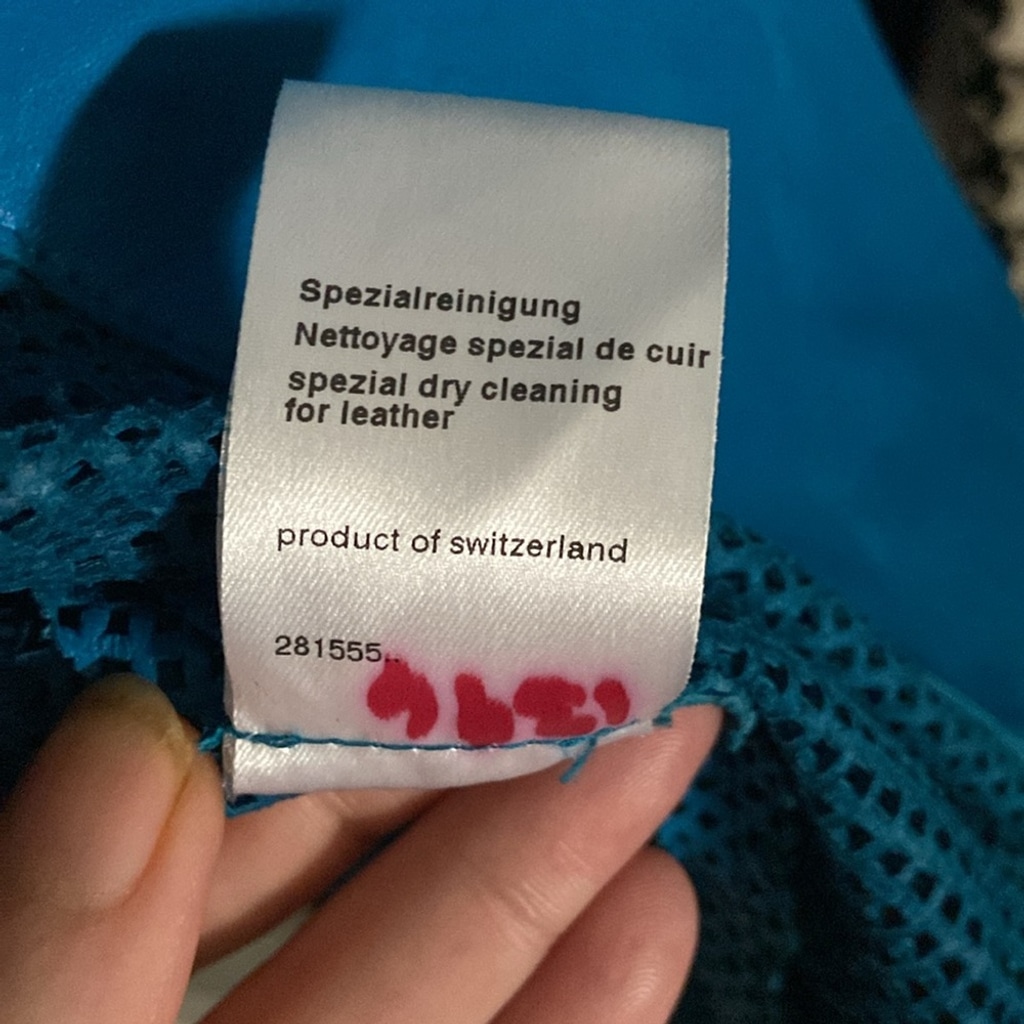 Spezialreinigung
Nettoyage spezial de cuir
spezial dry cleaning
for leather
product of switzerland
281555..